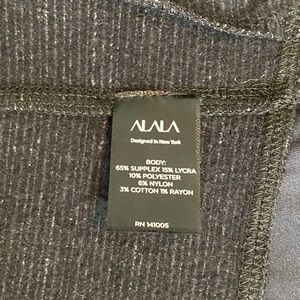 ALALA
Designed in New York
BODY:
65% SUPPLEX 15% LYCRA
10% POLYESTER
6% NYLON
3% COTTON 1% RAYON
RN 141005